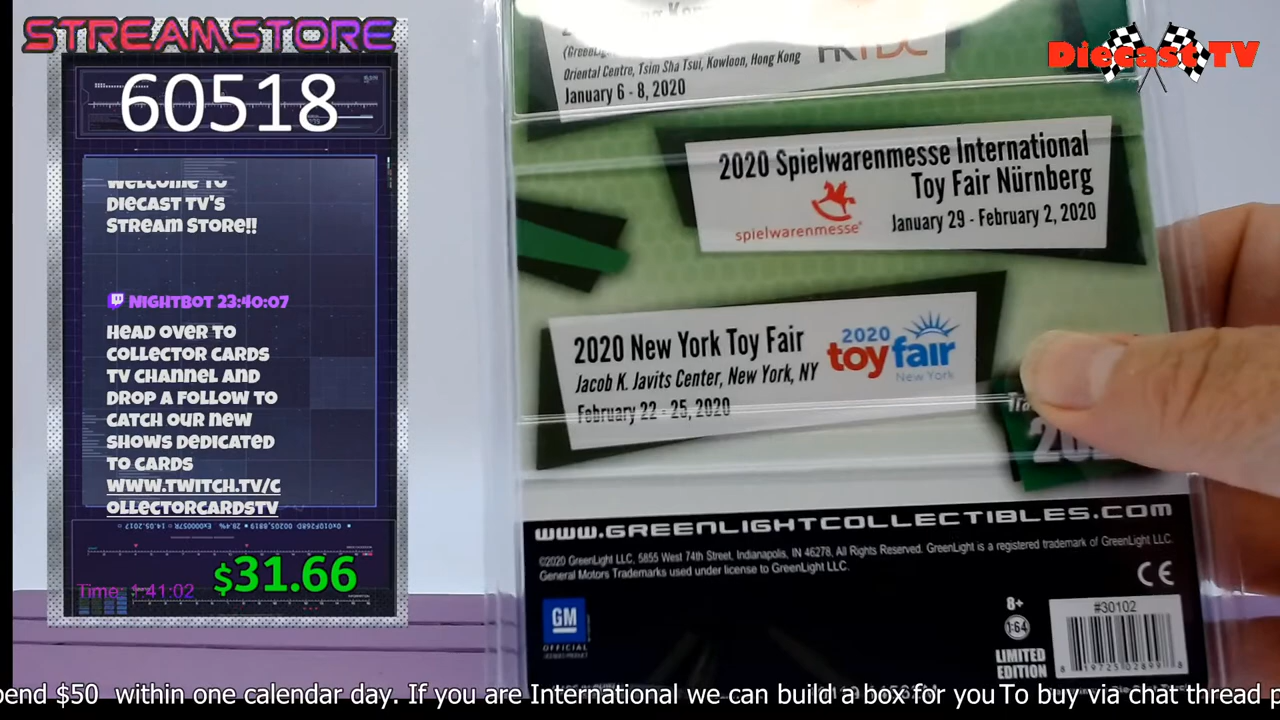 STREAMSTORE
60518
WELCOME TO
DIECAST TV'S
STREAM STORE!!
NIGHTBOT 23:40:07
HEAD OVER TO
COLLECTOR CARDS
TV CHANNEL AND
DROP A FOLLOW TO
CATCH OUR NEW
SHOWS DEDICATED
TO CARDS
WWW.TWITCH.TV/C
OLLECTORCARDSTV
Time: 1:41:02
$31.66
Diecast TV
HKTDC
Oriental Centre, Tsim Sha Tsui, Kowloon, Hong Kong
January 6 - 8, 2020
2020 Spielwarenmesse International
Toy Fair Nürnberg
spielwarenmesse®
January 29 - February 2, 2020
2020 New York Toy Fair
Jacob K. Javits Center, New York, NY
February 22 - 25, 2020
2020
toyfair
New York
www.GREENLIGHTCOLLECTIBLES.com
©2020 GreenLight LLC, 5855 West 74th Street, Indianapolis, IN 46278, All Rights Reserved. GreenLight is a registered trademark of GreenLight LLC.
General Motors Trademarks used under license to GreenLight LLC.
CE
GM
OFFICIAL
8+
1:64
LIMITED
EDITION
#30102
pend $50 within one calendar day. If you are International we can build a box for you To buy via chat thread p